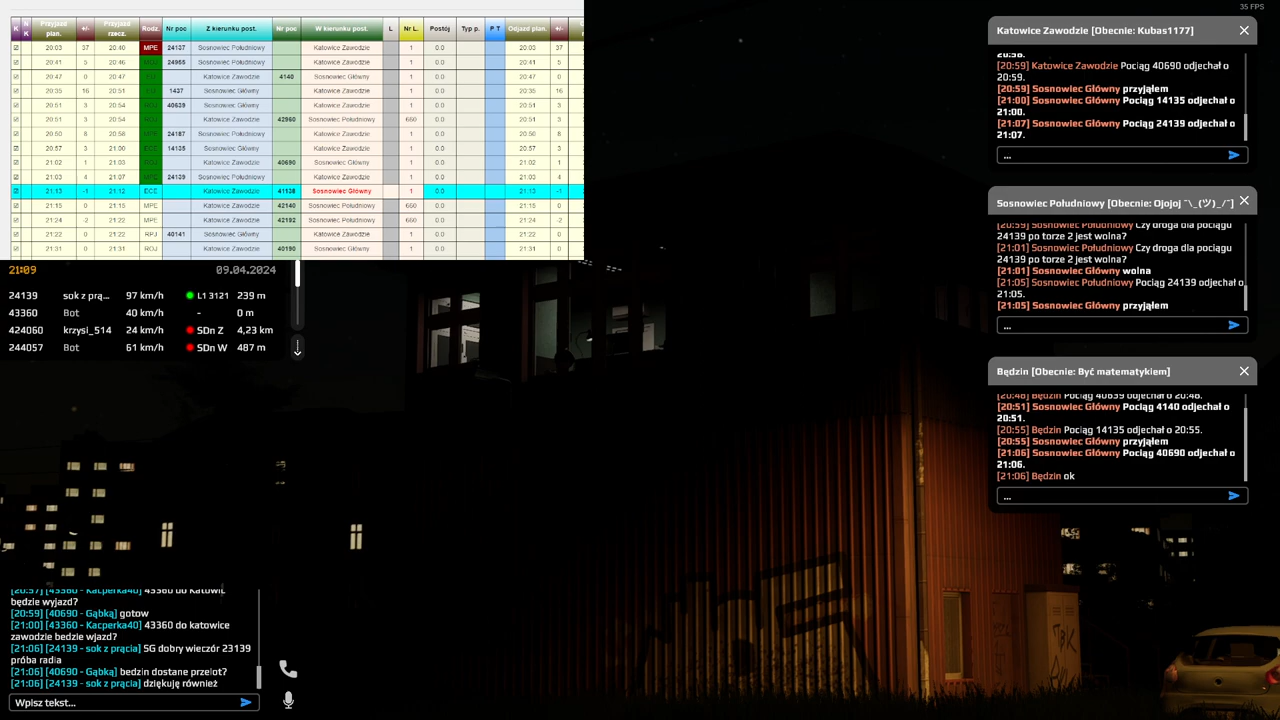 35 FPS
K N K Przyjazd plan. +/- Przyjazd rzecz. Rodz. Nr poc Z kierunku post. Nr poc W kierunku post. L Nr L. Postój Typ p. P T Odjazd plan. +/-
20:03 37 20:40 MPE 24137 Sosnowiec Południowy Katowice Zawodzie 1 0.0 20:03 37
20:41 5 20:46 24955 Sosnowiec Południowy Katowice Zawodzie 1 0.0 20:41 5
20:47 0 20:47 Katowice Zawodzie 4140 Sosnowiec Główny 1 0.0 20:47 0
20:35 16 20:51 1437 Sosnowiec Główny Katowice Zawodzie 1 0.0 20:35 16
20:51 3 20:54 ROJ 40639 Sosnowiec Główny Katowice Zawodzie 1 0.0 20:51 3
20:51 3 20:54 ROJ Katowice Zawodzie 42960 Sosnowiec Południowy 660 0.0 20:51 3
20:50 8 20:58 MPE 24187 Sosnowiec Południowy Katowice Zawodzie 1 0.0 20:50 8
20:57 3 21:00 ECE 14135 Sosnowiec Główny Katowice Zawodzie 1 0.0 20:57 3
21:02 1 21:03 ROJ Katowice Zawodzie 40690 Sosnowiec Główny 1 0.0 21:02 1
21:03 4 21:07 MPE 24139 Sosnowiec Południowy Katowice Zawodzie 1 0.0 21:03 4
21:13 -1 21:12 ECE Katowice Zawodzie 41138 Sosnowiec Główny 1 0.0 21:13 -1
21:15 0 21:15 MPE Katowice Zawodzie 42140 Sosnowiec Południowy 660 0.0 21:15 0
21:24 -2 21:22 MPE Katowice Zawodzie 42192 Sosnowiec Południowy 660 0.0 21:24 -2
21:22 0 21:22 RPJ 40141 Sosnowiec Główny Katowice Zawodzie 1 0.0 21:22 0
21:31 0 21:31 ROJ Katowice Zawodzie 40190 Sosnowiec Główny 1 0.0 21:31 0
21:09 09.04.2024
24139 sok z prą... 97 km/h L1 3121 239 m
43360 Bot 40 km/h - 0 m
424060 krzysi_514 24 km/h SDn Z 4,23 km
244057 Bot 61 km/h SDn W 487 m
[20:57] [43360 - Kacperka40] 43360 do Katowic
będzie wyjazd?
[20:59] [40690 - Gąbka] gotow
[21:00] [43360 - Kacperka40] 43360 do katowice
zawodzie bedzie wjazd?
[21:06] [24139 - sok z prącia] SG dobry wieczór 23139
próba radia
[21:06] [40690 - Gąbka] bedzin dostane przelot?
[21:06] [24139 - sok z prącia] dziękuję również
Wpisz tekst...
Katowice Zawodzie [Obecnie: Kubas1177]
20:58.
[20:59] Katowice Zawodzie Pociąg 40690 odjechał o
20:59.
[20:59] Sosnowiec Główny przyjąłem
[21:00] Sosnowiec Główny Pociąg 14135 odjechał o
21:00.
[21:07] Sosnowiec Główny Pociąg 24139 odjechał o
21:07.
...
Sosnowiec Południowy [Obecnie: Ojojoj ¯\_(ツ)_/¯]
[20:59] Sosnowiec Południowy Czy droga dla pociągu
24139 po torze 2 jest wolna?
[21:01] Sosnowiec Południowy Czy droga dla pociągu
24139 po torze 2 jest wolna?
[21:01] Sosnowiec Główny wolna
[21:05] Sosnowiec Południowy Pociąg 24139 odjechał o
21:05.
[21:05] Sosnowiec Główny przyjąłem
...
Będzin [Obecnie: Być matematykiem]
[20:48] Będzin Pociąg 40639 odjechał o 20:48.
[20:51] Sosnowiec Główny Pociąg 4140 odjechał o
20:51.
[20:55] Będzin Pociąg 14135 odjechał o 20:55.
[20:55] Sosnowiec Główny przyjąłem
[21:06] Sosnowiec Główny Pociąg 40690 odjechał o
21:06.
[21:06] Będzin ok
...